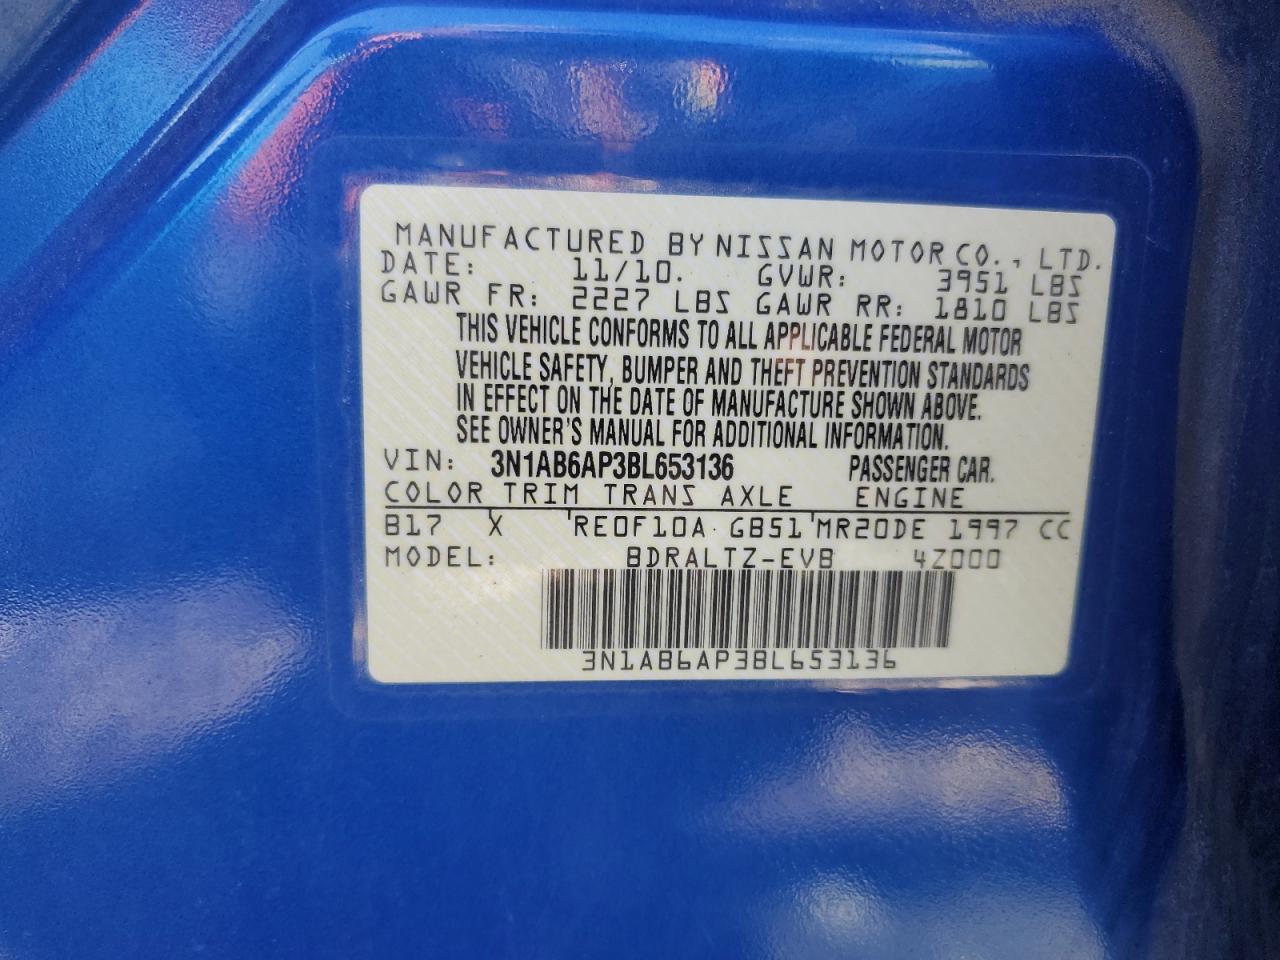 MANUFACTURED BY NISSAN MOTOR CO., LTD.
DATE: 11/10. GVWR: 3951 LBS
GAWR FR: 2227 LBS GAWR RR: 1810 LBS
THIS VEHICLE CONFORMS TO ALL APPLICABLE FEDERAL MOTOR
VEHICLE SAFETY, BUMPER AND THEFT PREVENTION STANDARDS
IN EFFECT ON THE DATE OF MANUFACTURE SHOWN ABOVE.
SEE OWNER'S MANUAL FOR ADDITIONAL INFORMATION.
VIN: 3N1AB6AP3BL653136 PASSENGER CAR.
COLOR TRIM TRANS AXLE ENGINE
B17 X RE0F10A GB51 MR20DE 1997 CC
MODEL: BDRALTZ-EVB 4Z000
3N1AB6AP3BL653136